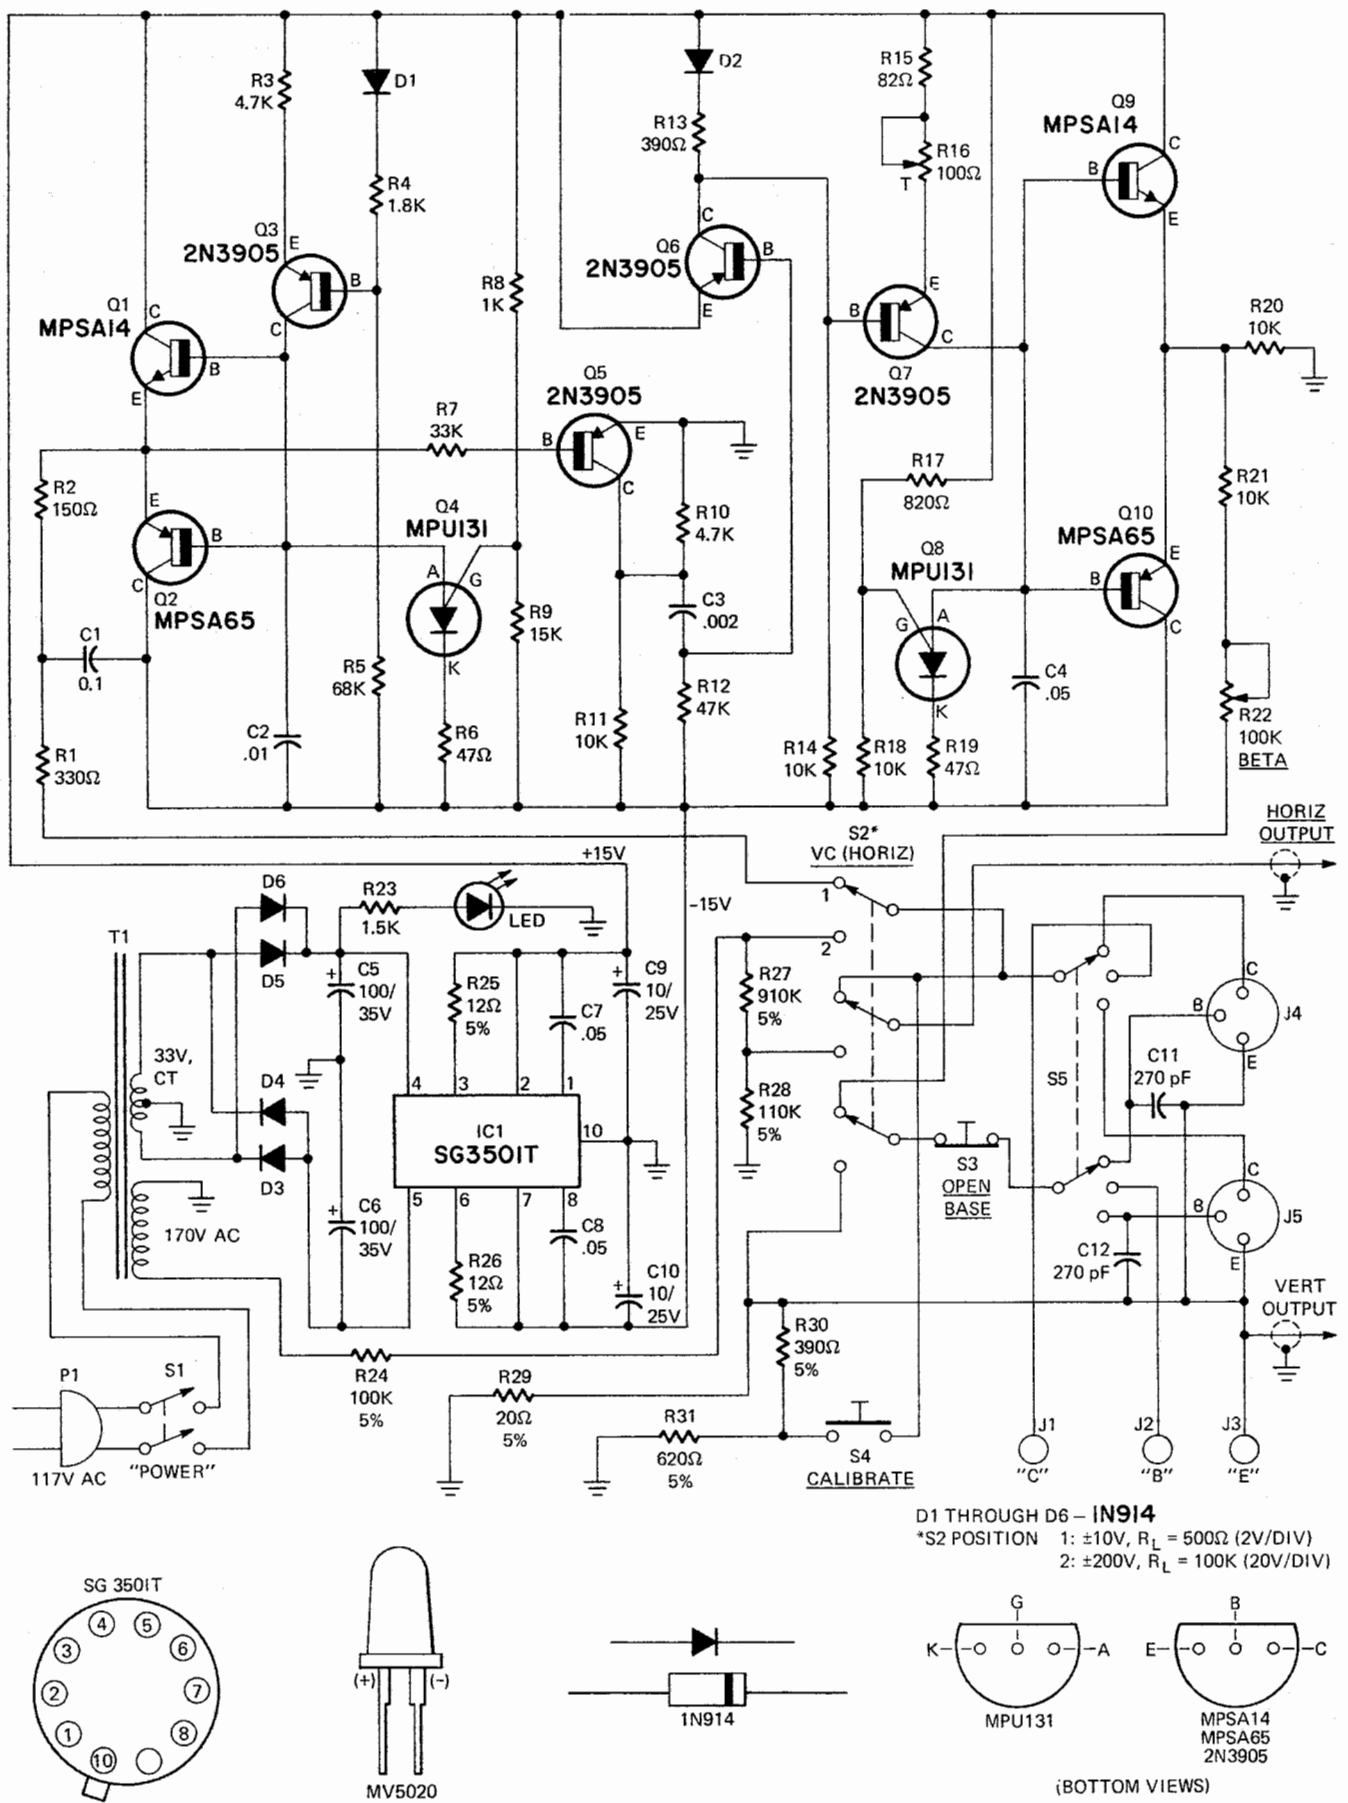 R3
4.7K
D1
R4
1.8K
Q3
2N3905
E
B
C
Q1
MPSA14
C
B
E
R8
1K
D2
R13
390Ω
Q6
2N3905
C
B
E
R15
82Ω
R16
100Ω
T
Q9
MPSA14
C
B
E
E
B
C
Q7
2N3905
R20
10K
R7
33K
Q5
2N3905
B
E
C
R2
150Ω
E
B
C
Q2
MPSA65
Q4
MPU131
A
G
K
R10
4.7K
R17
820Ω
Q8
MPU131
G
A
K
Q10
MPSA65
E
B
C
R21
10K
C1
0.1
R9
15K
C3
.002
R5
68K
R12
47K
C4
.05
R1
330Ω
C2
.01
R6
47Ω
R11
10K
R14
10K
R18
10K
R19
47Ω
R22
100K
BETA
+15V
-15V
S2*
VC (HORIZ)
1
2
HORIZ
OUTPUT
D6
D5
R23
1.5K
LED
T1
C5
100/
35V
+
R25
12Ω
5%
C7
.05
+
C9
10/
25V
R27
910K
5%
R28
110K
5%
33V,
CT
D4
D3
4
3
2
1
IC1
SG3501T
10
5
6
7
8
S5
C11
270 pF
C
B
E
J4
S3
OPEN
BASE
170V AC
+
C6
100/
35V
R26
12Ω
5%
C8
.05
+
C10
10/
25V
C
B
E
J5
C12
270 pF
VERT
OUTPUT
R30
390Ω
5%
R24
100K
5%
R29
20Ω
5%
R31
620Ω
5%
S4
CALIBRATE
P1
S1
117V AC
"POWER"
J1
"C"
J2
"B"
J3
"E"
D1 THROUGH D6 – 1N914
*S2 POSITION 1: ±10V, RL = 500Ω (2V/DIV)
2: ±200V, RL = 100K (20V/DIV)
SG 3501T
4
5
3
6
2
7
1
8
10
(+)
(-)
MV5020
1N914
G
K
A
MPU131
B
E
C
MPSA14
MPSA65
2N3905
(BOTTOM VIEWS)